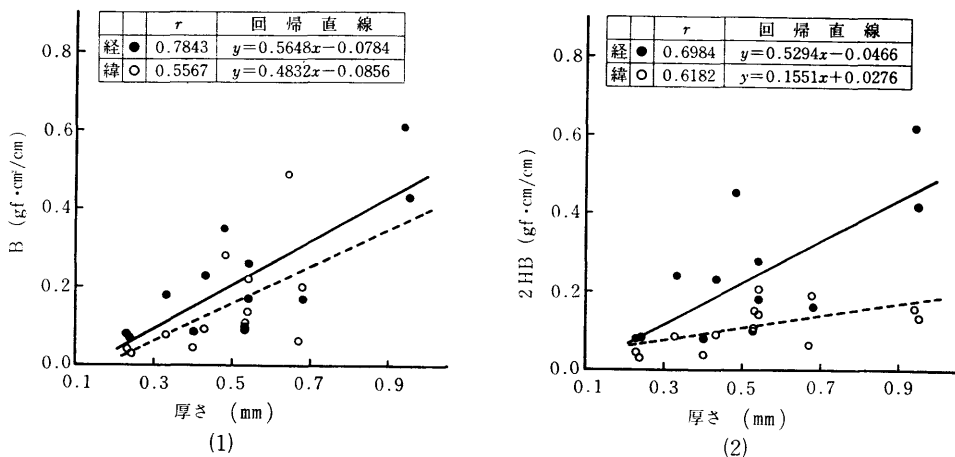 r 回帰直線
経 ● 0.7843 y=0.5648x−0.0784
緯 ○ 0.5567 y=0.4832x−0.0856
0.8
0.6
0.4
0.2
0.0
B (gf・cm²/cm)
0.1 0.3 0.5 0.7 0.9
厚さ (mm)
(1)
r 回帰直線
経 ● 0.6984 y=0.5294x−0.0466
緯 ○ 0.6182 y=0.1551x+0.0276
0.8
0.6
0.4
0.2
0.0
2HB (gf・cm/cm)
0.1 0.3 0.5 0.7 0.9
厚さ (mm)
(2)